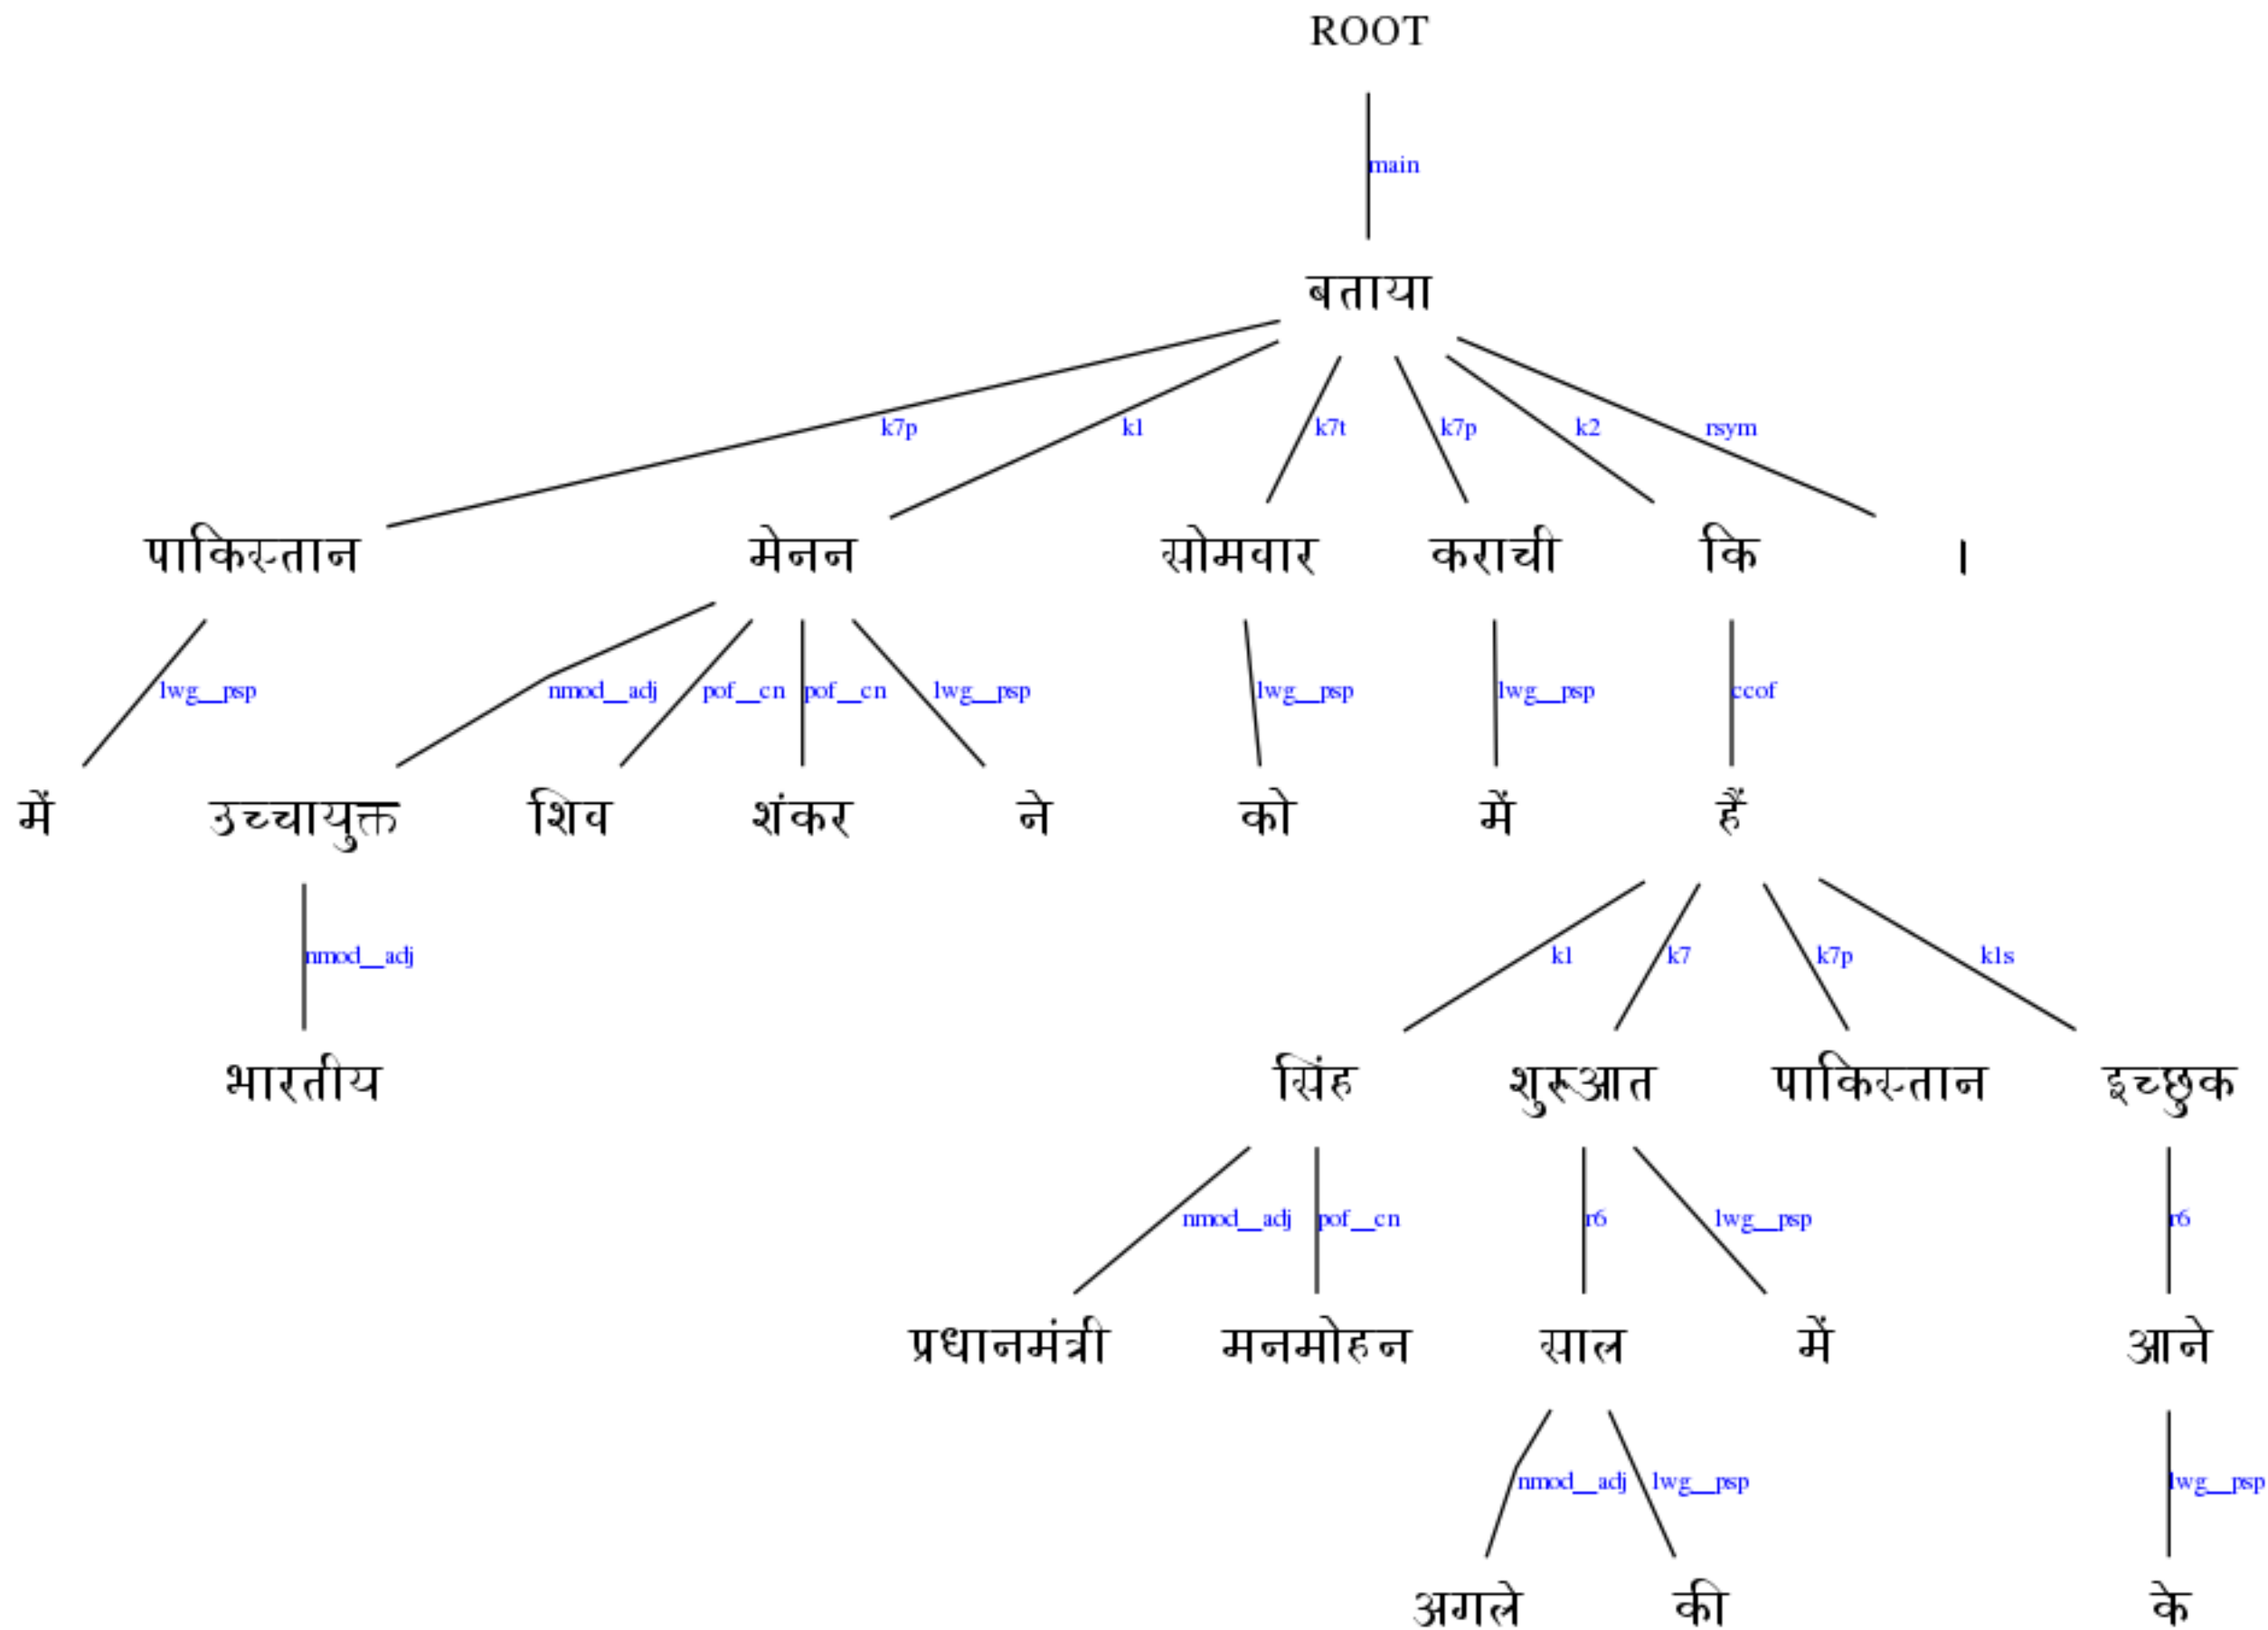 ROOT
main
बताया
k7p k1 k7t k7p k2 rsym
पाकिस्तान मेनन सोमवार कराची कि ।
lwg__psp nmod__adj pof__cn pof__cn lwg__psp lwg__psp lwg__psp ccof
में उच्चायुक्त शिव शंकर ने को में हैं
nmod__adj k1 k7 k7p k1s
भारतीय सिंह शुरूआत पाकिस्तान इच्छुक
nmod__adj pof__cn r6 lwg__psp r6
प्रधानमंत्री मनमोहन साल में आने
nmod__adj lwg__psp lwg__psp
अगले की के